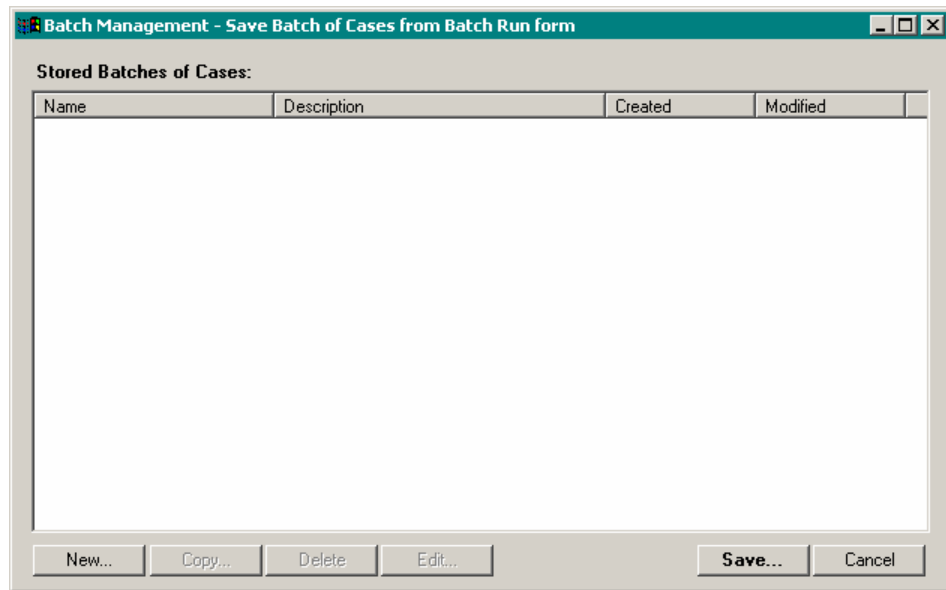 Batch Management - Save Batch of Cases from Batch Run form
Stored Batches of Cases:
Name Description Created Modified
New... Copy... Delete Edit... Save... Cancel